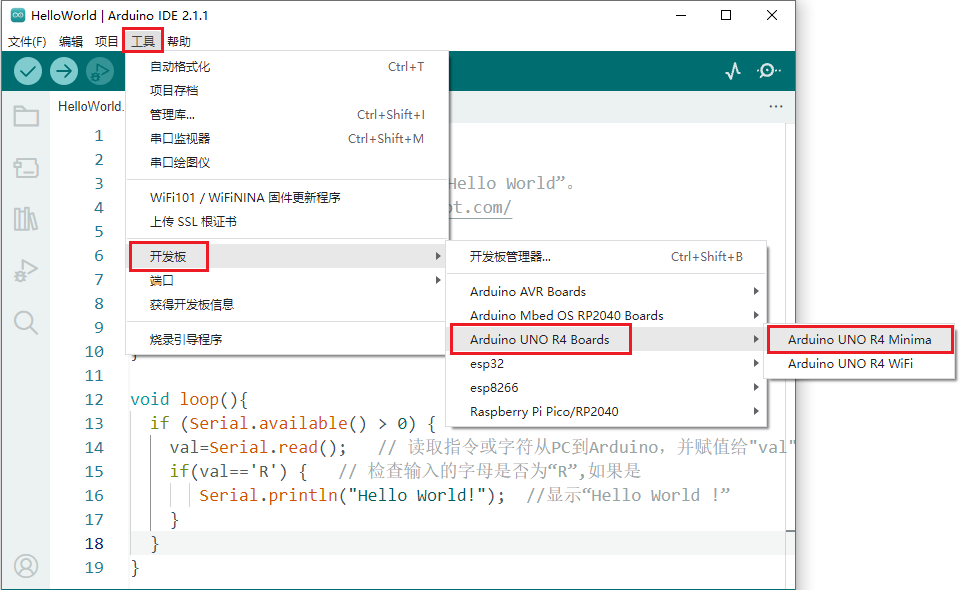 HelloWorld | Arduino IDE 2.1.1
文件(F) 编辑 项目 工具 帮助
HelloWorld.
自动格式化 Ctrl+T
项目存档
管理库... Ctrl+Shift+I
串口监视器 Ctrl+Shift+M
串口绘图仪
WiFi101 / WiFiNINA 固件更新程序
上传 SSL 根证书
开发板
端口
获得开发板信息
烧录引导程序
开发板管理器... Ctrl+Shift+B
Arduino AVR Boards
Arduino Mbed OS RP2040 Boards
Arduino UNO R4 Boards
esp32
esp8266
Raspberry Pi Pico/RP2040
Arduino UNO R4 Minima
Arduino UNO R4 WiFi
1
2
3 Hello World”。
4 ot.com/
5
6
7
8
9
10 }
11
12 void loop(){
13 if (Serial.available() > 0) {
14 val=Serial.read(); // 读取指令或字符从PC到Arduino，并赋值给"val"
15 if(val=='R') { // 检查输入的字母是否为“R”,如果是
16 Serial.println("Hello World!"); //显示“Hello World !”
17 }
18 }
19 }